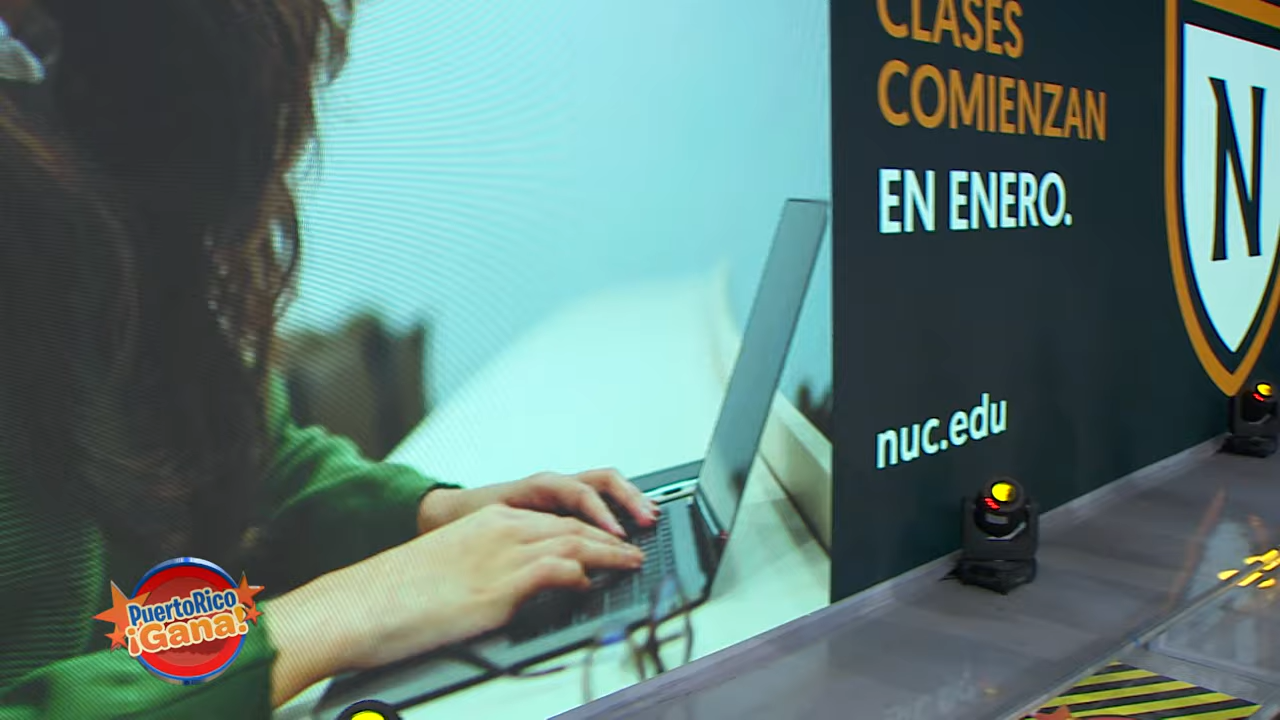 CLASES
COMIENZAN
EN ENERO.
N
nuc.edu
PuertoRico
¡Gana!